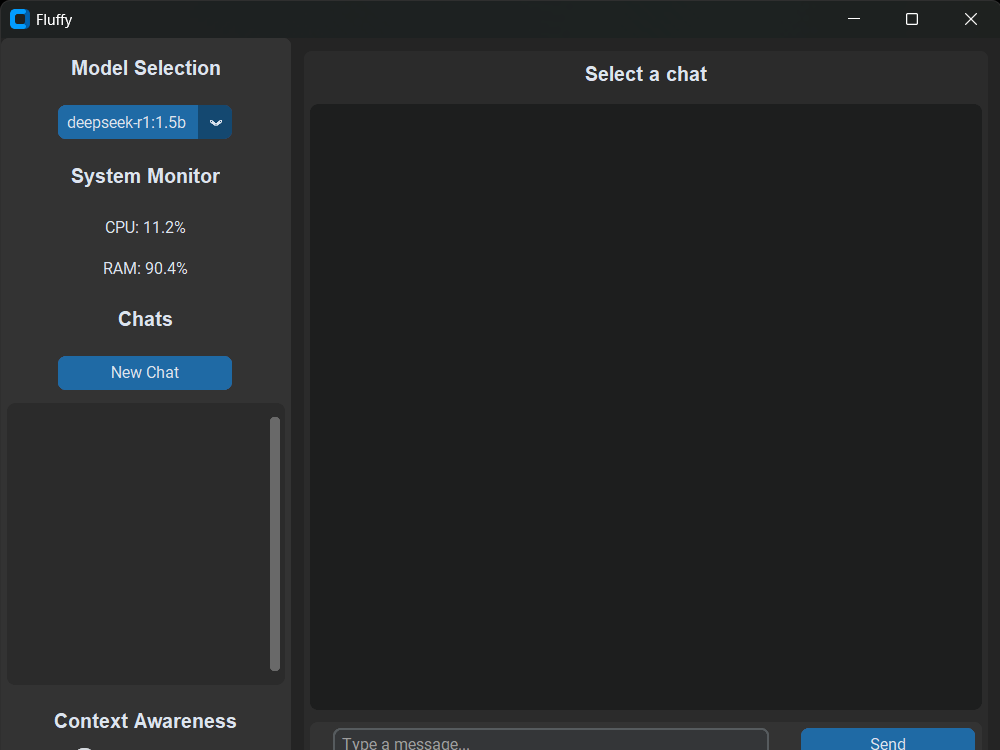 Fluffy
Model Selection
deepseek-r1:1.5b
System Monitor
CPU: 11.2%
RAM: 90.4%
Chats
New Chat
Context Awareness
Select a chat
Type a message...
Send